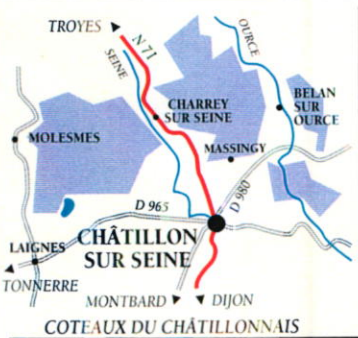 TROYES
N 71
SEINE
OURCE
CHARREY
SUR SEINE
BELAN
SUR
OURCE
MOLESMES
MASSINGY
D 965
D 980
CHÂTILLON
SUR SEINE
LAIGNES
TONNERRE
MONTBARD
DIJON
COTEAUX DU CHÂTILLONNAIS